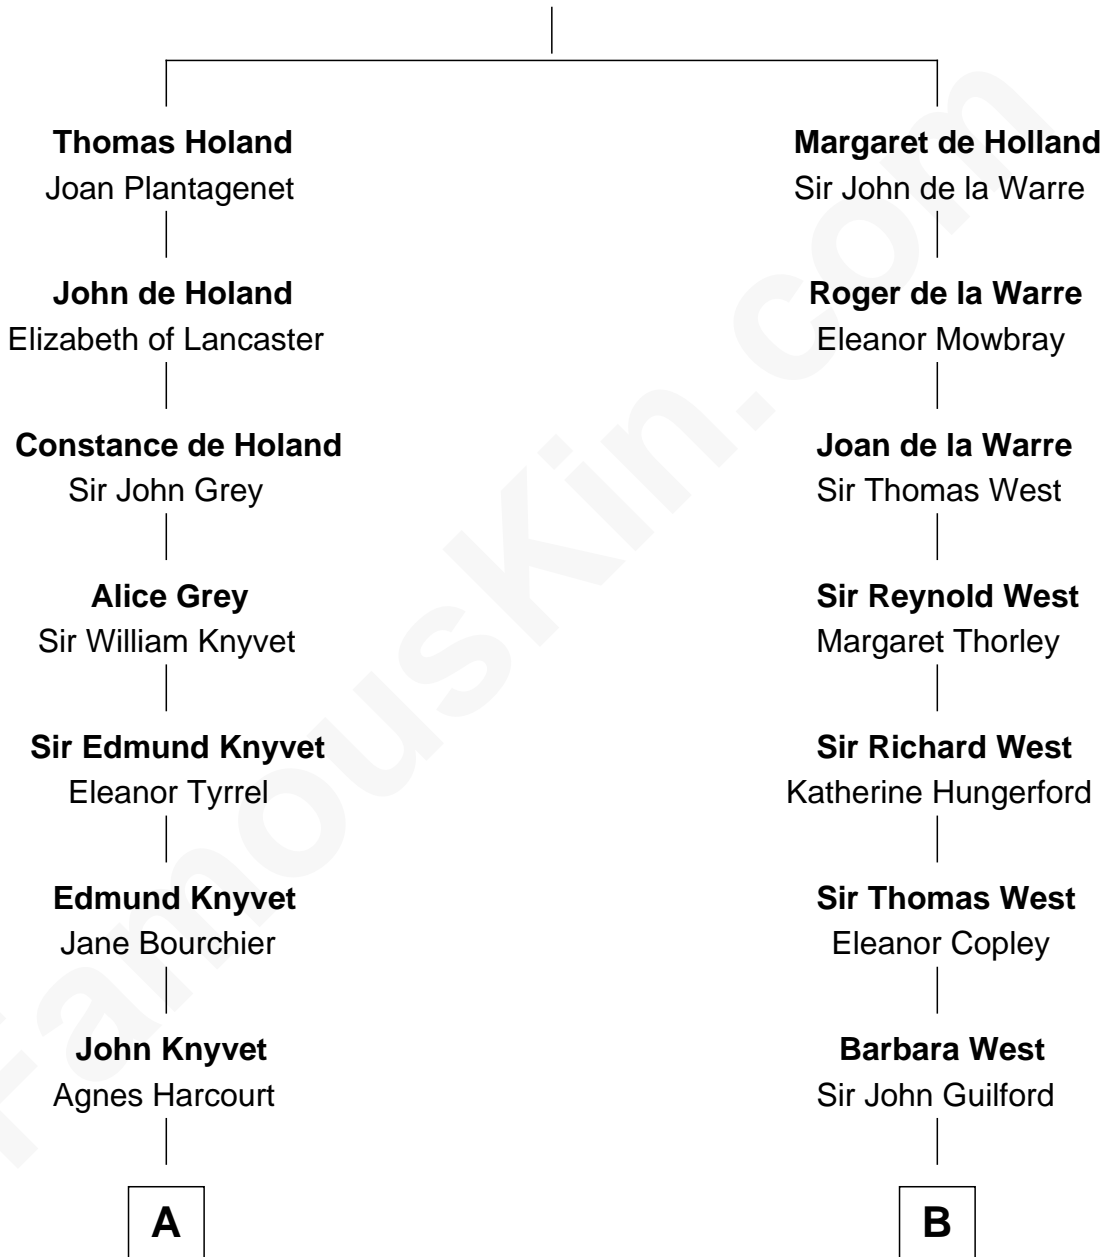 Thomas Holand
Joan Plantagenet
Margaret de Holland
Sir John de la Warre
John de Holand
Elizabeth of Lancaster
Roger de la Warre
Eleanor Mowbray
Constance de Holand
Sir John Grey
Joan de la Warre
Sir Thomas West
Alice Grey
Sir William Knyvet
Sir Reynold West
Margaret Thorley
Sir Edmund Knyvet
Eleanor Tyrrel
Sir Richard West
Katherine Hungerford
Edmund Knyvet
Jane Bourchier
Sir Thomas West
Eleanor Copley
John Knyvet
Agnes Harcourt
Barbara West
Sir John Guilford
A
B
FamousKin.com